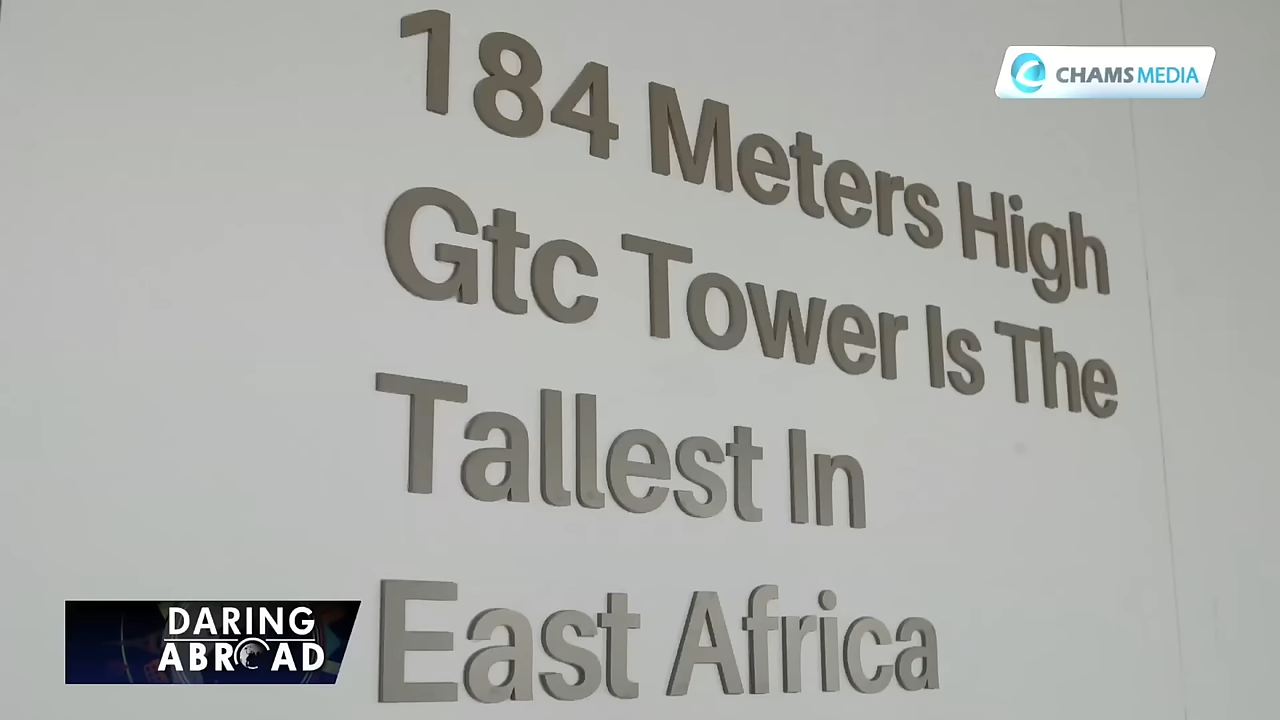 CHAMS MEDIA
184 Meters High
Gtc Tower Is The
Tallest In
East Africa
DARING
ABROAD